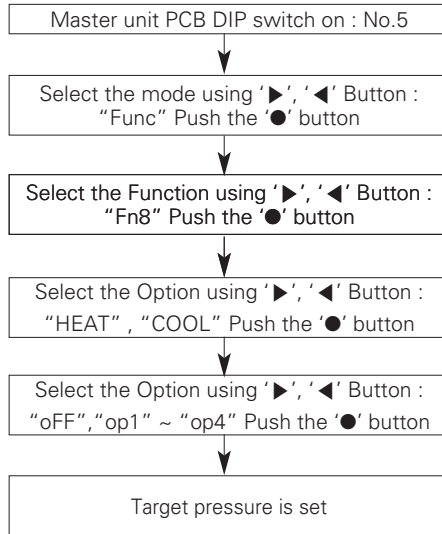 Master unit PCB DIP switch on : No.5
Select the mode using ‘▶’, ‘◀’ Button :
“Func” Push the ‘●’ button
Select the Function using ‘▶’, ‘◀’ Button :
“Fn8” Push the ‘●’ button
Select the Option using ‘▶’, ‘◀’ Button :
“HEAT” , “COOL” Push the ‘●’ button
Select the Option using ‘▶’, ‘◀’ Button :
“oFF”,“op1” ~ “op4” Push the ‘●’ button
Target pressure is set